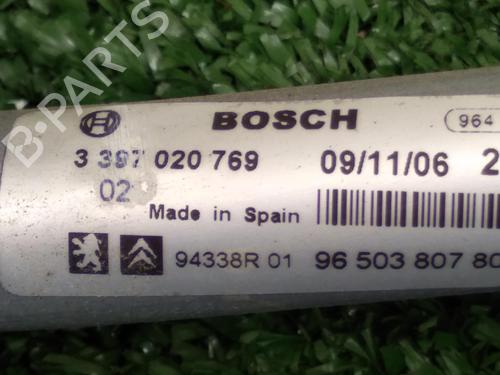 B-PARTS
BOSCH
964
3 397 020 769
09/11/06 2
02
Made in Spain
94338R 01
96 503 807 80